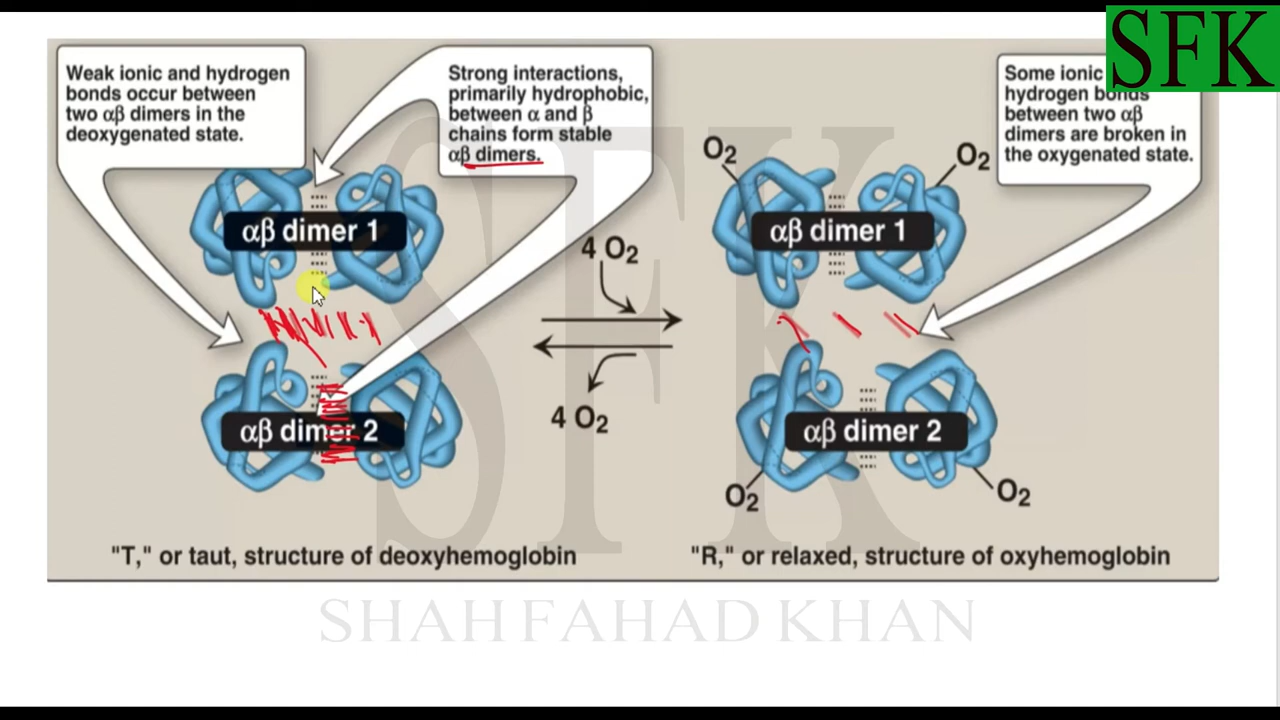 SFK
Weak ionic and hydrogen
bonds occur between
two αβ dimers in the
deoxygenated state.
Strong interactions,
primarily hydrophobic,
between α and β
chains form stable
αβ dimers.
Some ionic
hydrogen bonds
between two αβ
dimers are broken in
the oxygenated state.
αβ dimer 1
αβ dimer 2
4 O2
4 O2
O2
O2
αβ dimer 1
αβ dimer 2
O2
O2
"T," or taut, structure of deoxyhemoglobin
"R," or relaxed, structure of oxyhemoglobin
SFK
SHAH FAHAD KHAN